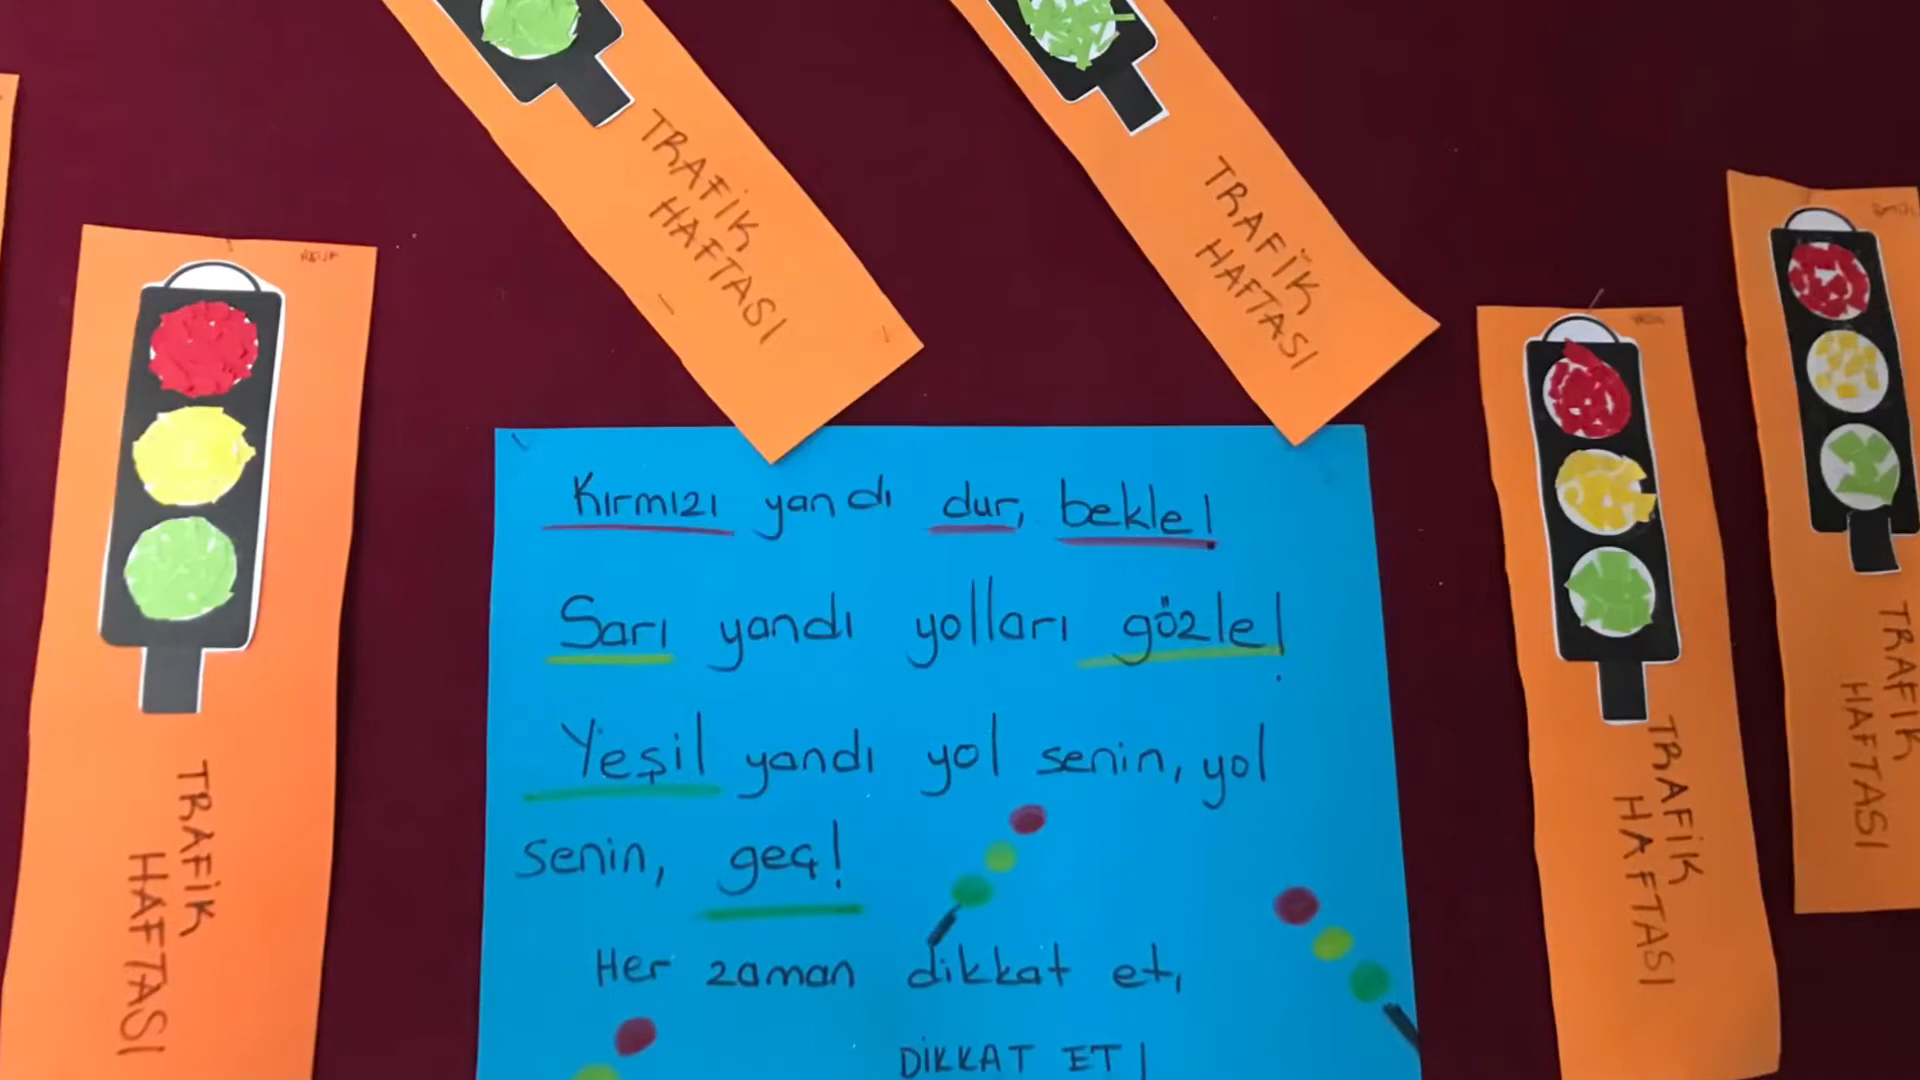 TRAFİK
HAFTASI
TRAFİK
HAFTASI
TRAFİK
HAFTASI
TRAFİK
HAFTASI
TRAFİK
HAFTASI
Kırmızı yandı dur, bekle!
Sarı yandı yolları gözle!
Yeşil yandı yol senin, yol
senin, geç!
Her zaman dikkat et,
DİKKAT ET!